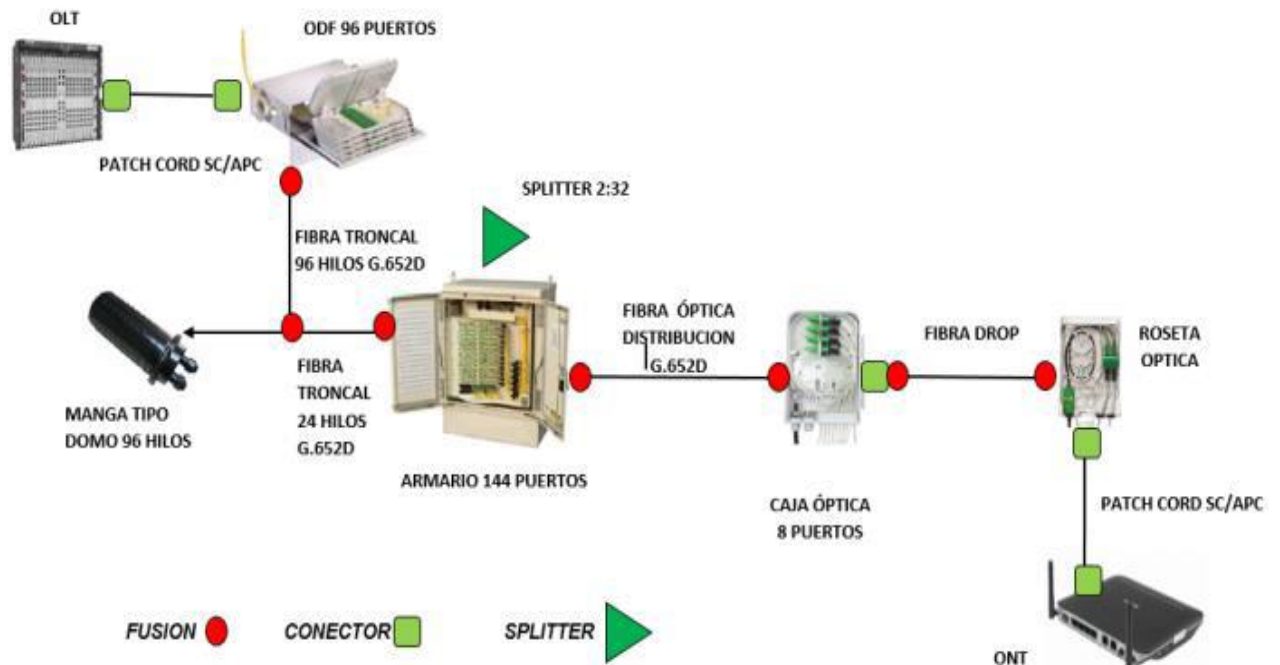 OLT
ODF 96 PUERTOS
PATCH CORD SC/APC
SPLITTER 2:32
FIBRA TRONCAL
96 HILOS G.652D
FIBRA ÓPTICA
DISTRIBUCION
G.652D
FIBRA DROP
ROSETA
OPTICA
FIBRA
TRONCAL
24 HILOS
G.652D
MANGA TIPO
DOMO 96 HILOS
ARMARIO 144 PUERTOS
CAJA ÓPTICA
8 PUERTOS
PATCH CORD SC/APC
FUSION
CONECTOR
SPLITTER
ONT